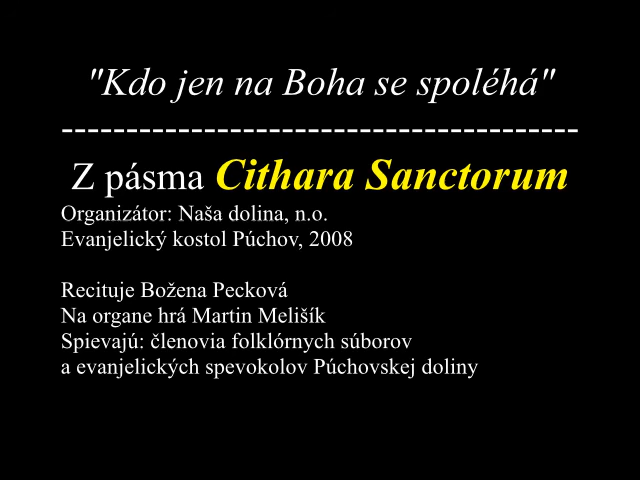 "Kdo jen na Boha se spoléhá"
----------------------------------------
Z pásma Cithara Sanctorum
Organizátor: Naša dolina, n.o.
Evanjelický kostol Púchov, 2008
Recituje Božena Pecková
Na organe hrá Martin Melišík
Spievajú: členovia folklórnych súborov
a evanjelických spevokolov Púchovskej doliny